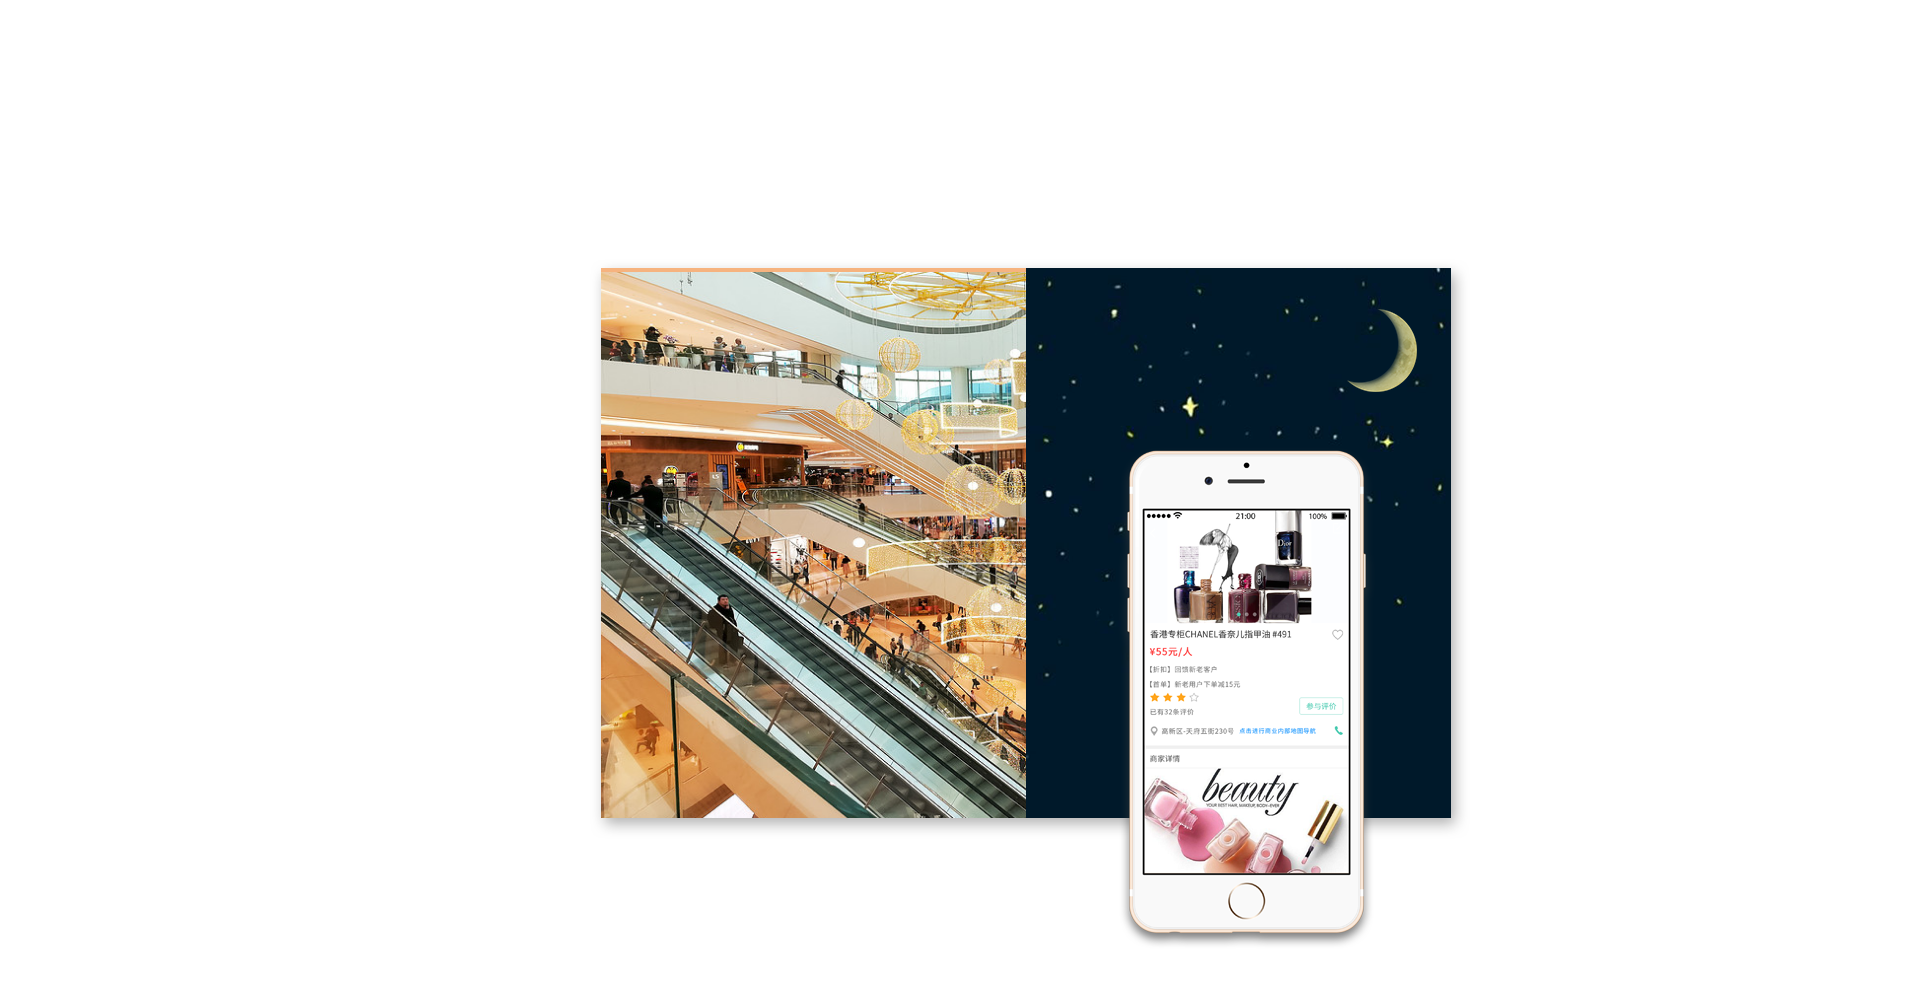 21:00
100%
Dior
香港专柜CHANEL香奈儿指甲油 #491
¥55元/人
【折扣】回馈新老客户
【首单】新老用户下单减15元
已有32条评价
参与评价
高新区-天府五街230号 点击进行商业内部地图导航
商家详情
beauty
YOUR BEST HAIR, MAKEUP, BODY - EVER